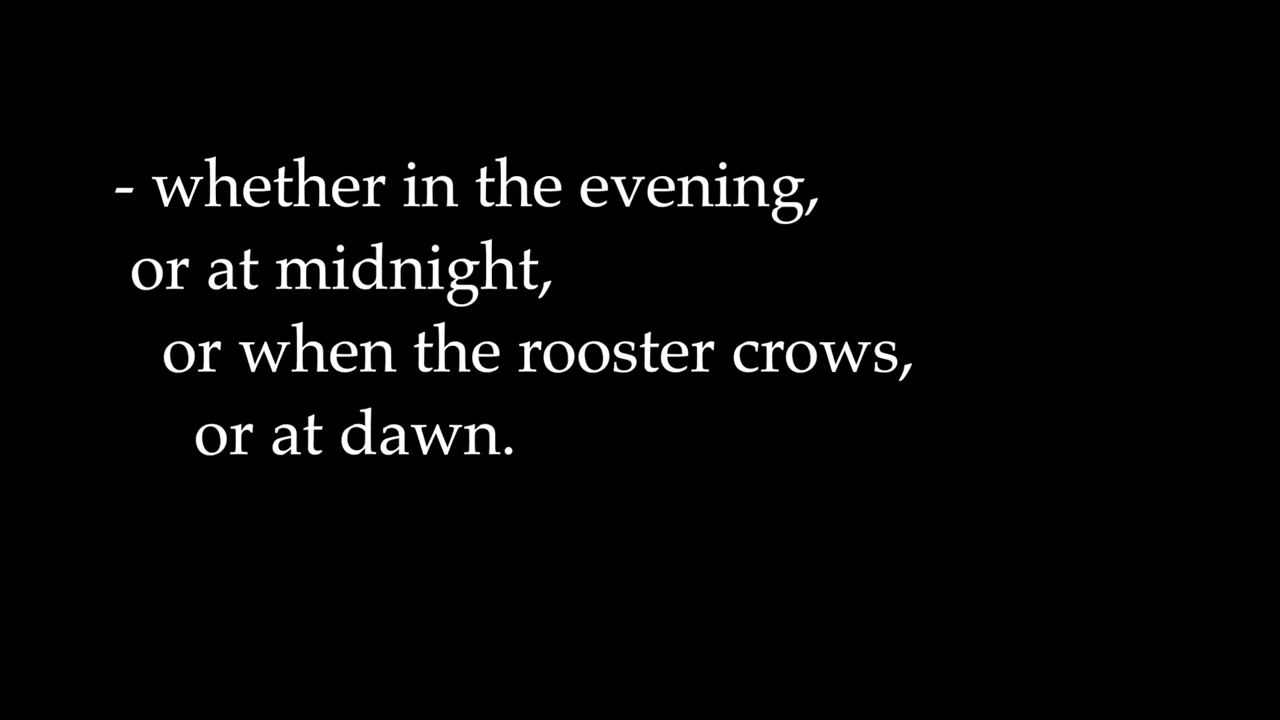 - whether in the evening,
or at midnight,
or when the rooster crows,
or at dawn.